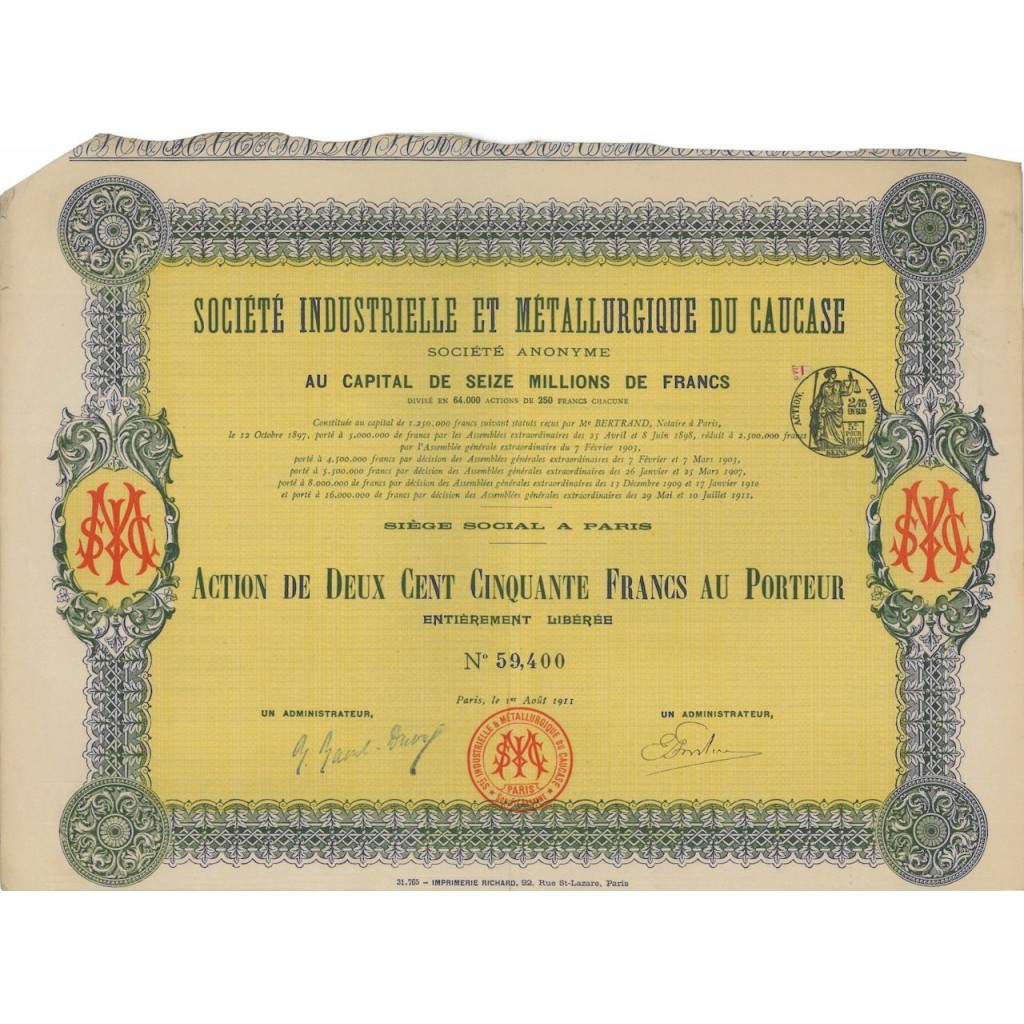 SOCIÉTÉ INDUSTRIELLE ET MÉTALLURGIQUE DU CAUCASE
SOCIÉTÉ ANONYME
AU CAPITAL DE SEIZE MILLIONS DE FRANCS
DIVISÉ EN 64.000 ACTIONS DE 250 FRANCS CHACUNE
Constituée au capital de 1.250.000 francs suivant statuts reçus par Me BERTRAND, Notaire à Paris,
le 12 Octobre 1897, porté à 5.000.000 de francs par les Assemblées extraordinaires des 25 Avril et 8 Juin 1898, réduit à 2.500.000 francs
par l'Assemblée générale extraordinaire du 7 Février 1903,
porté à 4.500.000 francs par décision des Assemblées générales extraordinaires des 7 Février et 7 Mars 1903,
porté à 5.500.000 francs par décision des Assemblées générales extraordinaires des 26 Janvier et 25 Mars 1907,
porté à 8.000.000 de francs par décision des Assemblées générales extraordinaires des 13 Décembre 1909 et 17 Janvier 1910
et porté à 16.000.000 de francs par décision des Assemblées générales extraordinaires des 29 Mai et 10 Juillet 1911.
ACTION. ABON
SEINE
SIÈGE SOCIAL A PARIS
ACTION DE DEUX CENT CINQUANTE FRANCS AU PORTEUR
ENTIÈREMENT LIBÉRÉE
No 59,400
Paris, le 1er Août 1911
UN ADMINISTRATEUR,
UN ADMINISTRATEUR,
STÉ INDUSTRIELLE & MÉTALLURGIQUE DU CAUCASE
PARIS
31.765 — IMPRIMERIE RICHARD, 92, Rue St-Lazare, Paris